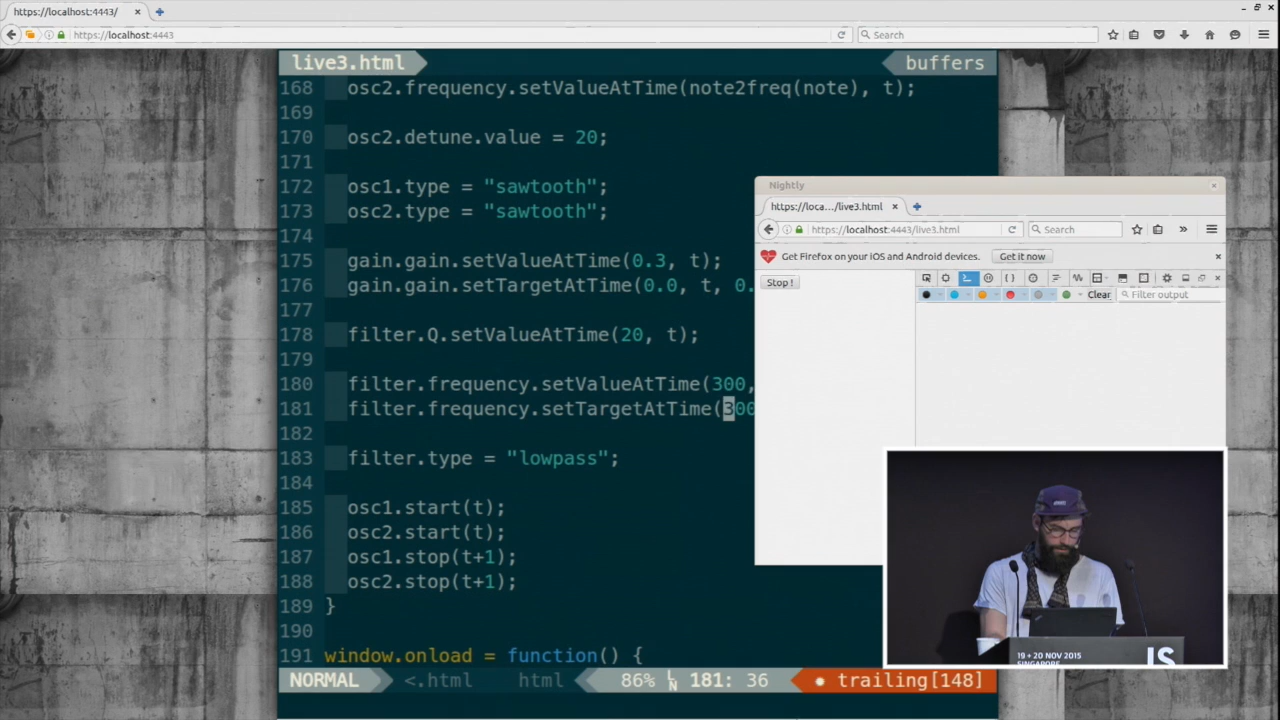 https://localhost:4443/
https://localhost:4443
Search
live3.html
buffers
168 osc2.frequency.setValueAtTime(note2freq(note), t);
169
170 osc2.detune.value = 20;
171
172 osc1.type = "sawtooth";
173 osc2.type = "sawtooth";
174
175 gain.gain.setValueAtTime(0.3, t);
176 gain.gain.setTargetAtTime(0.0, t, 0.
177
178 filter.Q.setValueAtTime(20, t);
179
180 filter.frequency.setValueAtTime(300,
181 filter.frequency.setTargetAtTime(300
182
183 filter.type = "lowpass";
184
185 osc1.start(t);
186 osc2.start(t);
187 osc1.stop(t+1);
188 osc2.stop(t+1);
189 }
190
191 window.onload = function() {
NORMAL <.html html 86% LN 181: 36 trailing[148]
Nightly
https://loca.../live3.html
https://localhost:4443/live3.html
Search
Get Firefox on your iOS and Android devices. Get it now
Stop !
Clear
Filter output
19 + 20 NOV 2015
SINGAPORE
JS